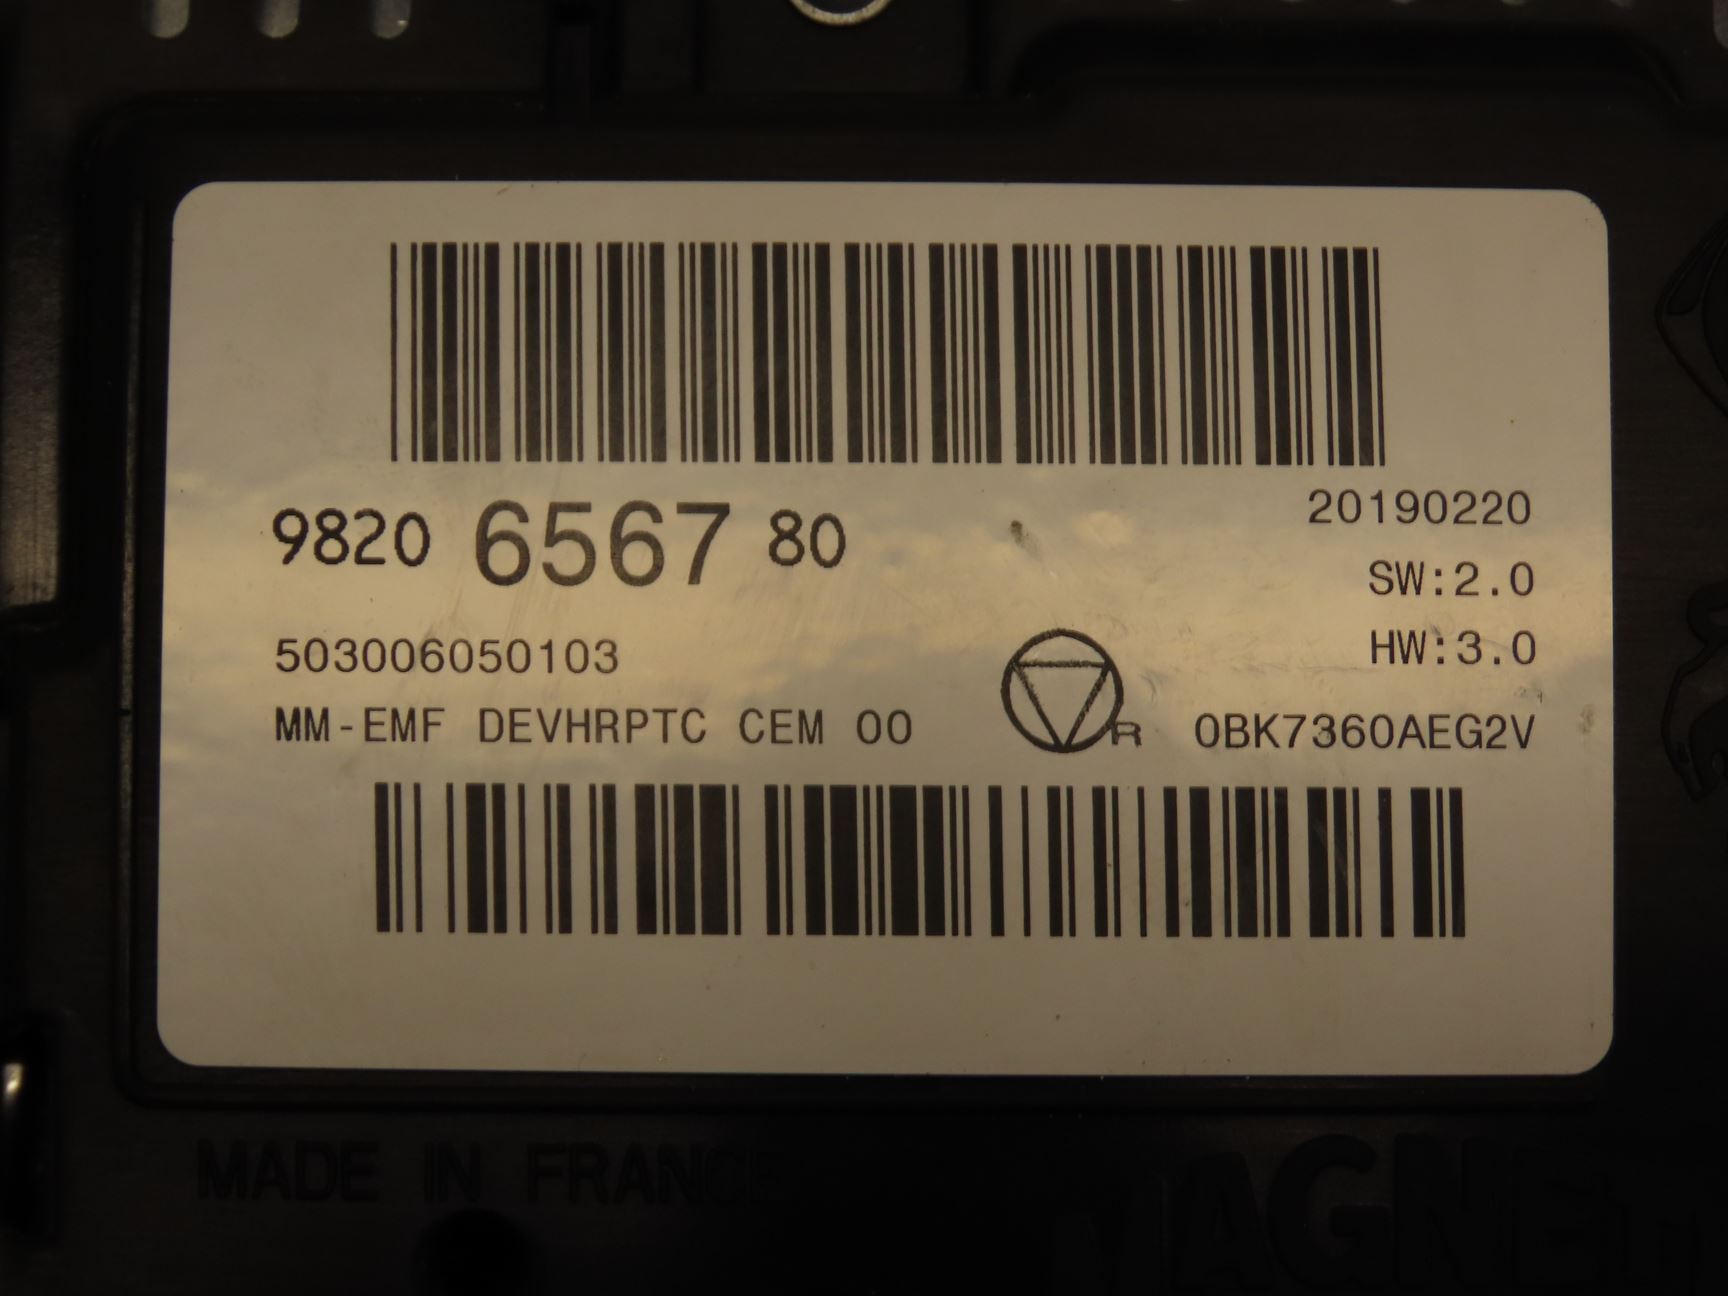 9820 6567 80
20190220
SW:2.0
503006050103
HW:3.0
MM-EMF DEVHRPTC CEM 00
R
0BK7360AEG2V
MADE IN FRANCE